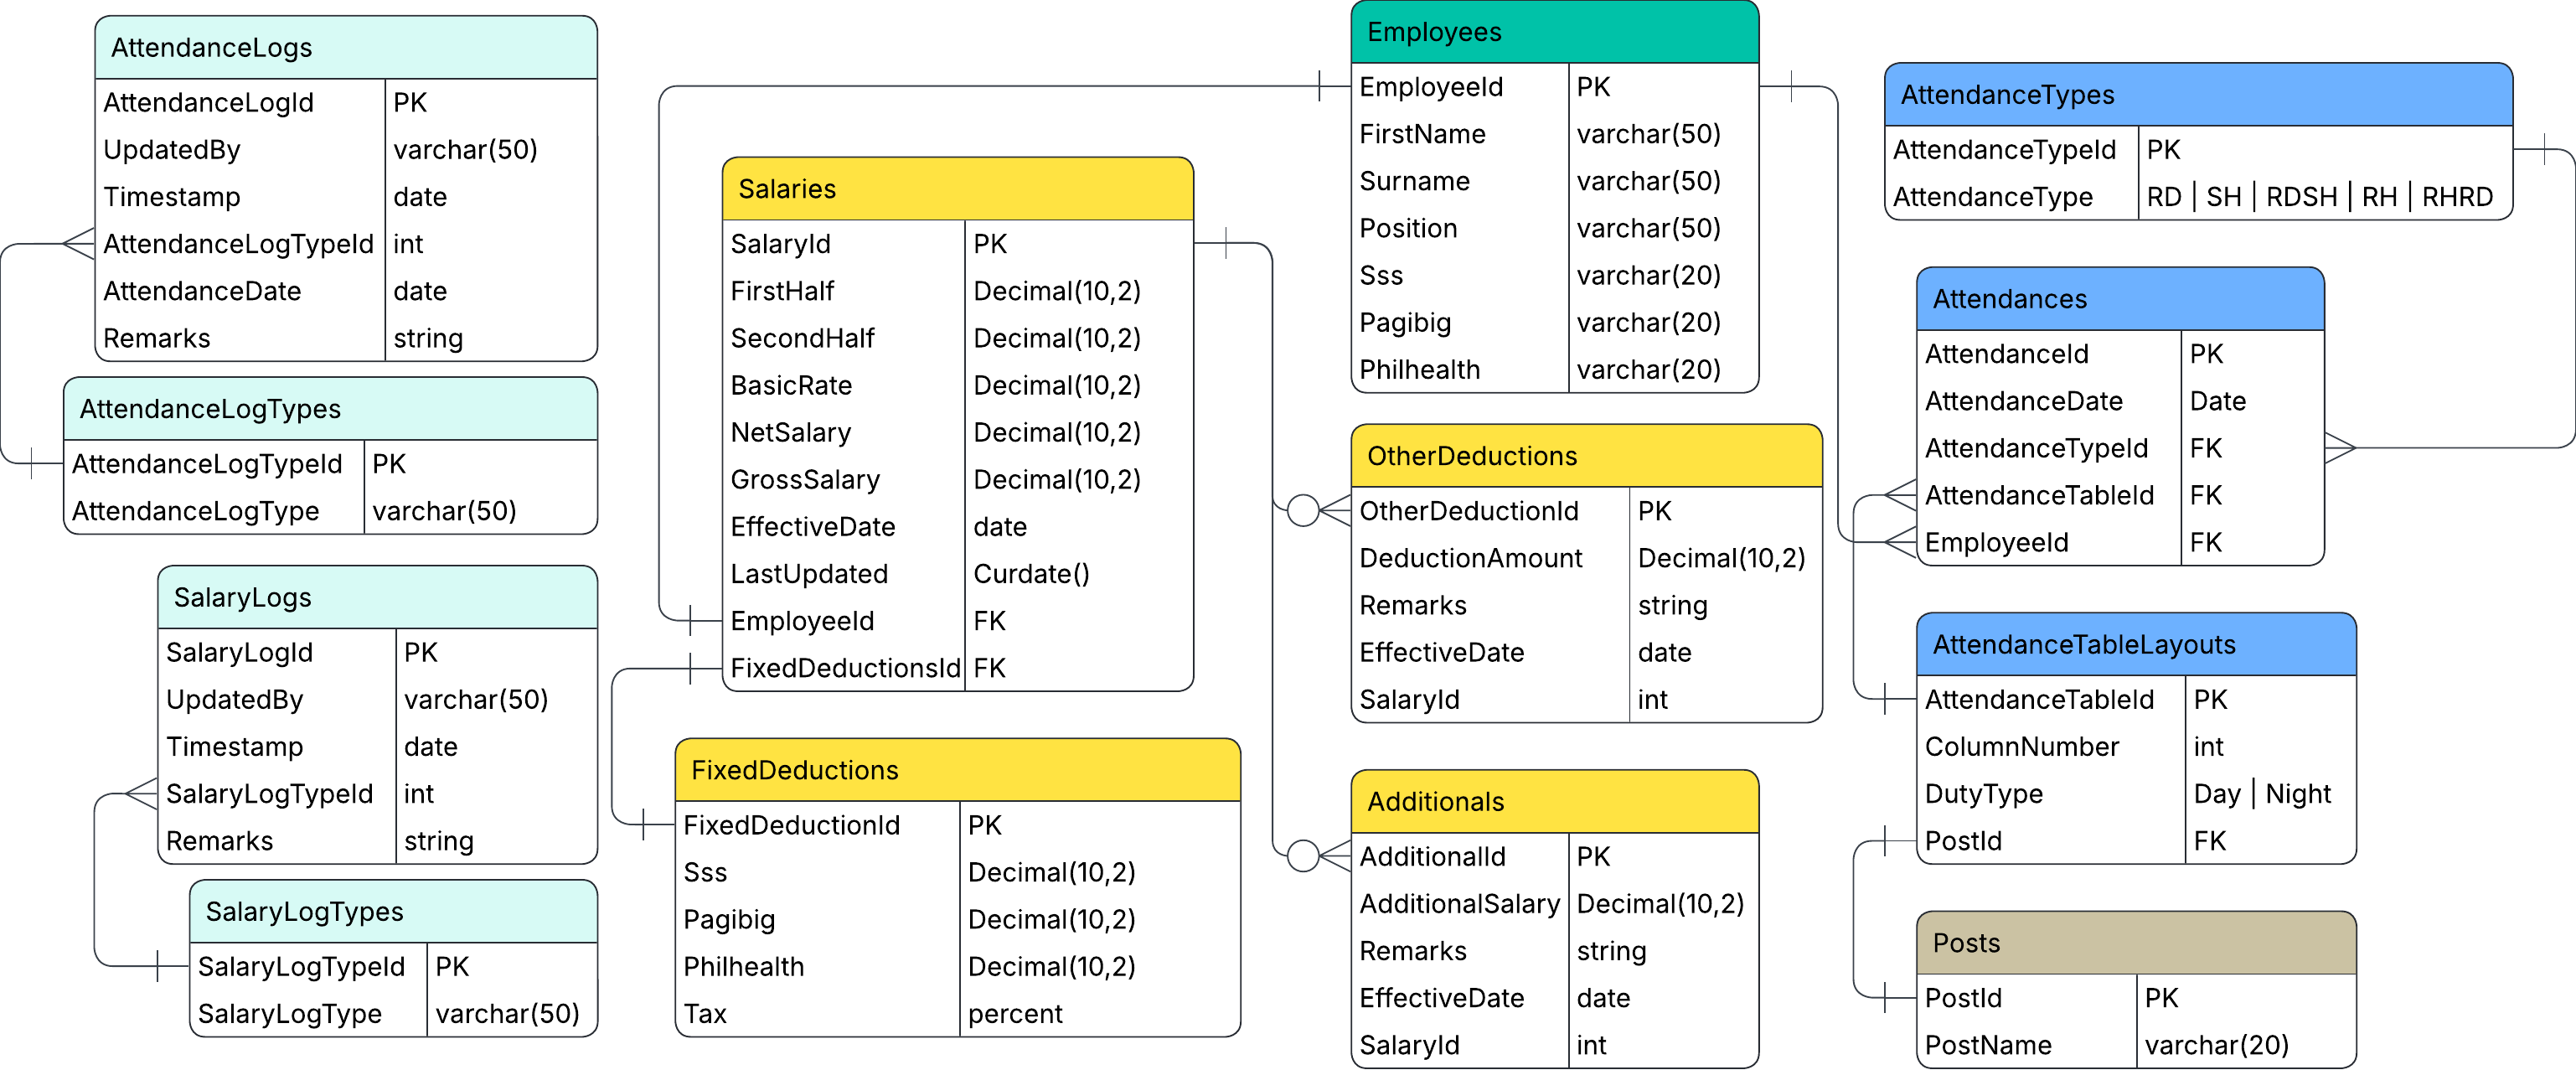 AttendanceLogs
AttendanceLogId PK
UpdatedBy varchar(50)
Timestamp date
AttendanceLogTypeId int
AttendanceDate date
Remarks string
AttendanceLogTypes
AttendanceLogTypeId PK
AttendanceLogType varchar(50)
SalaryLogs
SalaryLogId PK
UpdatedBy varchar(50)
Timestamp date
SalaryLogTypeId int
Remarks string
SalaryLogTypes
SalaryLogTypeId PK
SalaryLogType varchar(50)
Salaries
SalaryId PK
FirstHalf Decimal(10,2)
SecondHalf Decimal(10,2)
BasicRate Decimal(10,2)
NetSalary Decimal(10,2)
GrossSalary Decimal(10,2)
EffectiveDate date
LastUpdated Curdate()
EmployeeId FK
FixedDeductionsId FK
FixedDeductions
FixedDeductionId PK
Sss Decimal(10,2)
Pagibig Decimal(10,2)
Philhealth Decimal(10,2)
Tax percent
Employees
EmployeeId PK
FirstName varchar(50)
Surname varchar(50)
Position varchar(50)
Sss varchar(20)
Pagibig varchar(20)
Philhealth varchar(20)
OtherDeductions
OtherDeductionId PK
DeductionAmount Decimal(10,2)
Remarks string
EffectiveDate date
SalaryId int
Additionals
AdditionalId PK
AdditionalSalary Decimal(10,2)
Remarks string
EffectiveDate date
SalaryId int
AttendanceTypes
AttendanceTypeId PK
AttendanceType RD | SH | RDSH | RH | RHRD
Attendances
AttendanceId PK
AttendanceDate Date
AttendanceTypeId FK
AttendanceTableId FK
EmployeeId FK
AttendanceTableLayouts
AttendanceTableId PK
ColumnNumber int
DutyType Day | Night
PostId FK
Posts
PostId PK
PostName varchar(20)